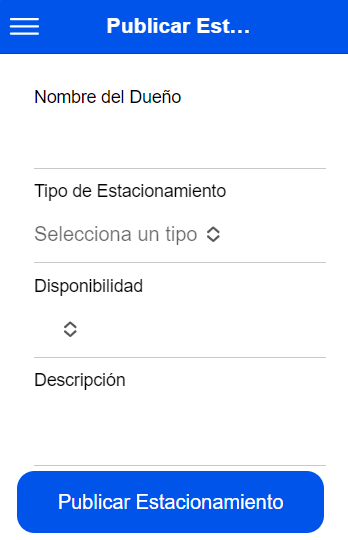 Publicar Est...
Nombre del Dueño
Tipo de Estacionamiento
Selecciona un tipo
Disponibilidad
Descripción
Publicar Estacionamiento